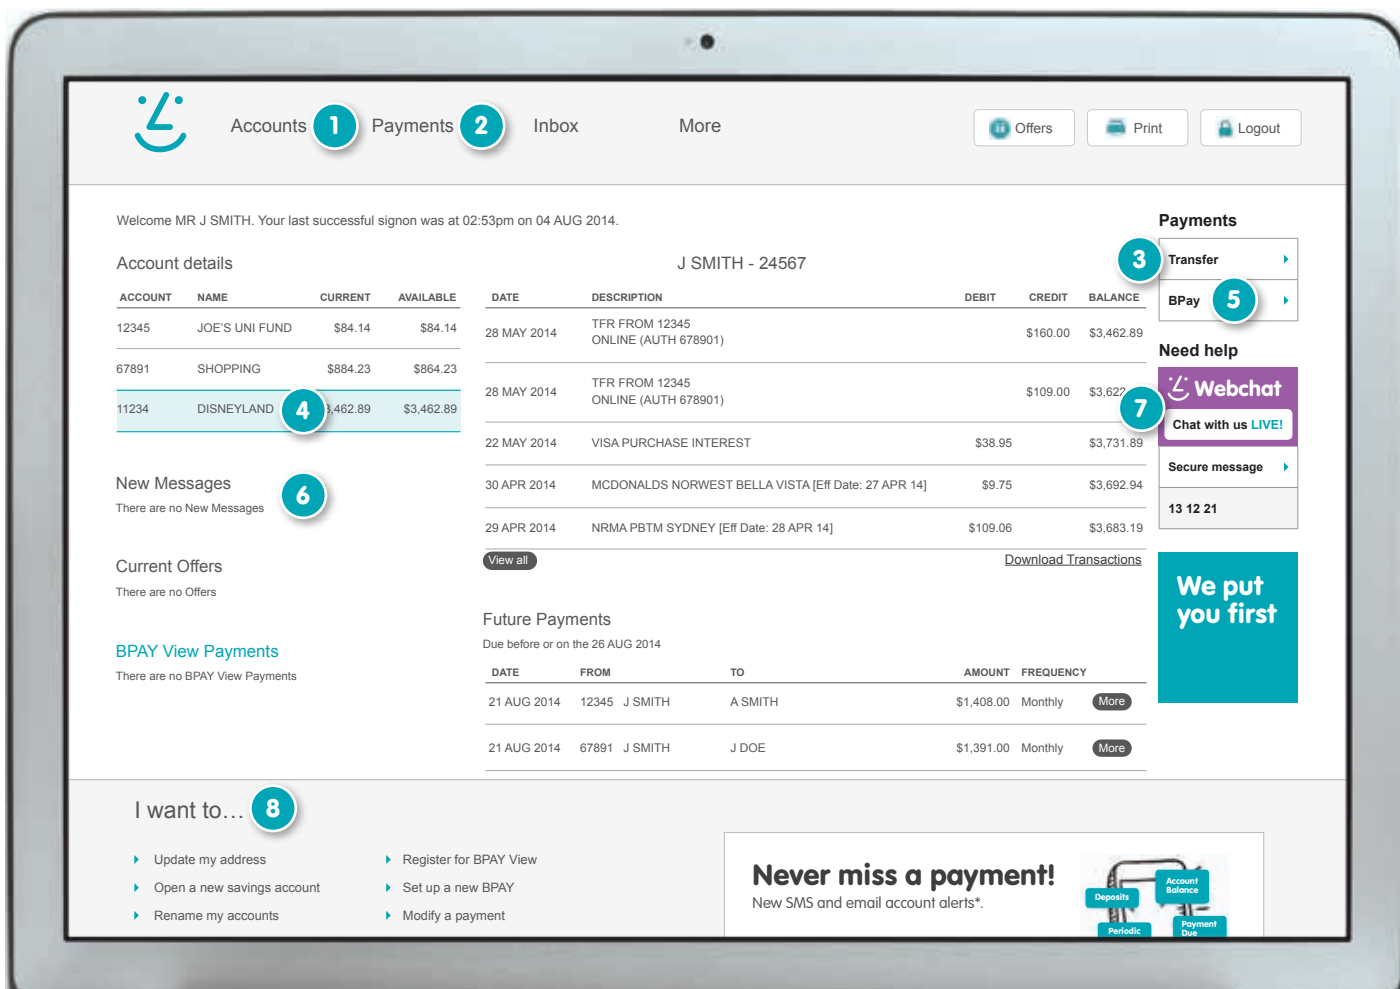 Accounts 1 Payments 2 Inbox More Offers Print Logout
Welcome MR J SMITH. Your last successful signon was at 02:53pm on 04 AUG 2014.
Account details
ACCOUNT NAME CURRENT AVAILABLE
12345 JOE'S UNI FUND $84.14 $84.14
67891 SHOPPING $884.23 $864.23
11234 DISNEYLAND 4 3,462.89 $3,462.89
New Messages 6
There are no New Messages
Current Offers
There are no Offers
BPAY View Payments
There are no BPAY View Payments
J SMITH - 24567
DATE DESCRIPTION DEBIT CREDIT BALANCE
28 MAY 2014 TFR FROM 12345
ONLINE (AUTH 678901) $160.00 $3,462.89
28 MAY 2014 TFR FROM 12345
ONLINE (AUTH 678901) $109.00 $3,622
22 MAY 2014 VISA PURCHASE INTEREST $38.95 $3,731.89
30 APR 2014 MCDONALDS NORWEST BELLA VISTA [Eff Date: 27 APR 14] $9.75 $3,692.94
29 APR 2014 NRMA PBTM SYDNEY [Eff Date: 28 APR 14] $109.06 $3,683.19
View all Download Transactions
Future Payments
Due before or on the 26 AUG 2014
DATE FROM TO AMOUNT FREQUENCY
21 AUG 2014 12345 J SMITH A SMITH $1,408.00 Monthly More
21 AUG 2014 67891 J SMITH J DOE $1,391.00 Monthly More
Payments
3 Transfer
BPay 5
Need help
Webchat
7 Chat with us LIVE!
Secure message
13 12 21
We put
you first
I want to… 8
Update my address
Open a new savings account
Rename my accounts
Register for BPAY View
Set up a new BPAY
Modify a payment
Never miss a payment!
New SMS and email account alerts*.
Deposits
Account
Balance
Periodic
Payment
Due